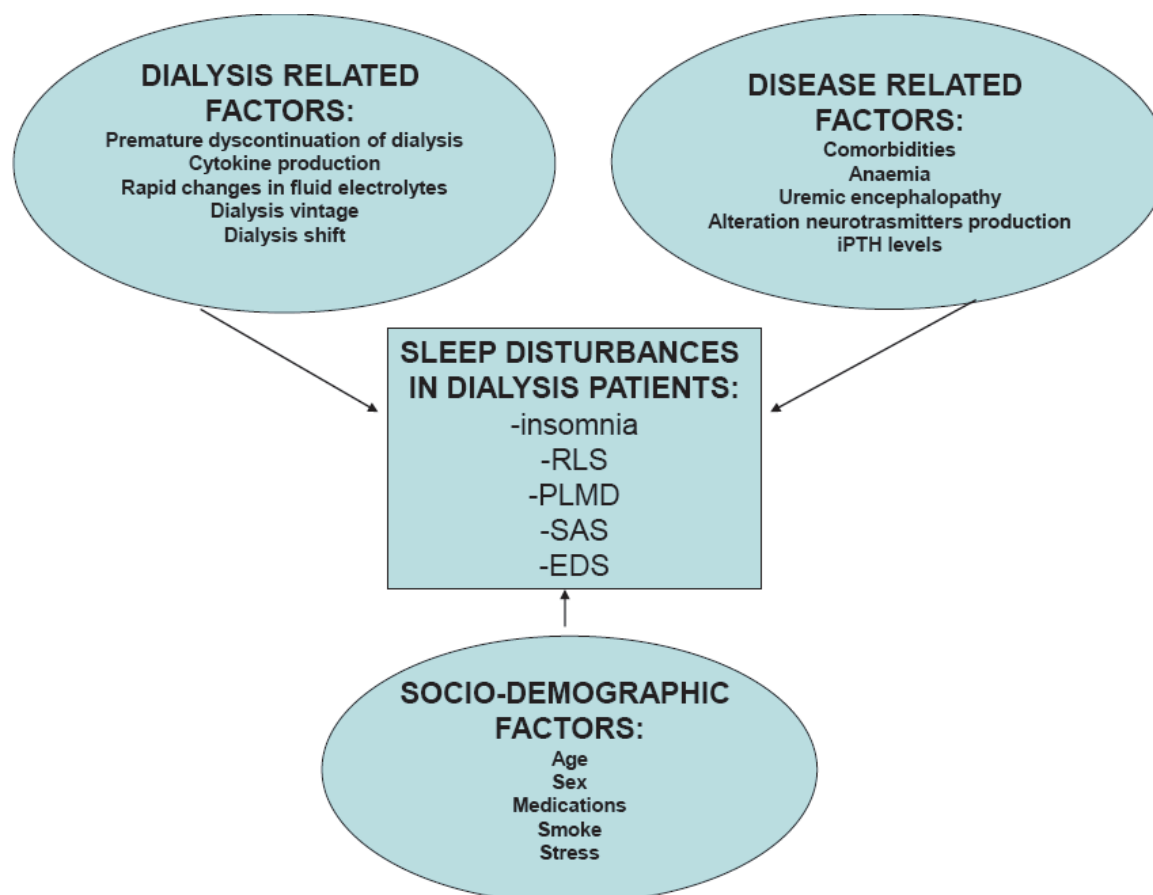 DIALYSIS RELATED
FACTORS:
Premature dyscontinuation of dialysis
Cytokine production
Rapid changes in fluid electrolytes
Dialysis vintage
Dialysis shift
DISEASE RELATED
FACTORS:
Comorbidities
Anaemia
Uremic encephalopathy
Alteration neurotrasmitters production
iPTH levels
SLEEP DISTURBANCES
IN DIALYSIS PATIENTS:
-insomnia
-RLS
-PLMD
-SAS
-EDS
SOCIO-DEMOGRAPHIC
FACTORS:
Age
Sex
Medications
Smoke
Stress